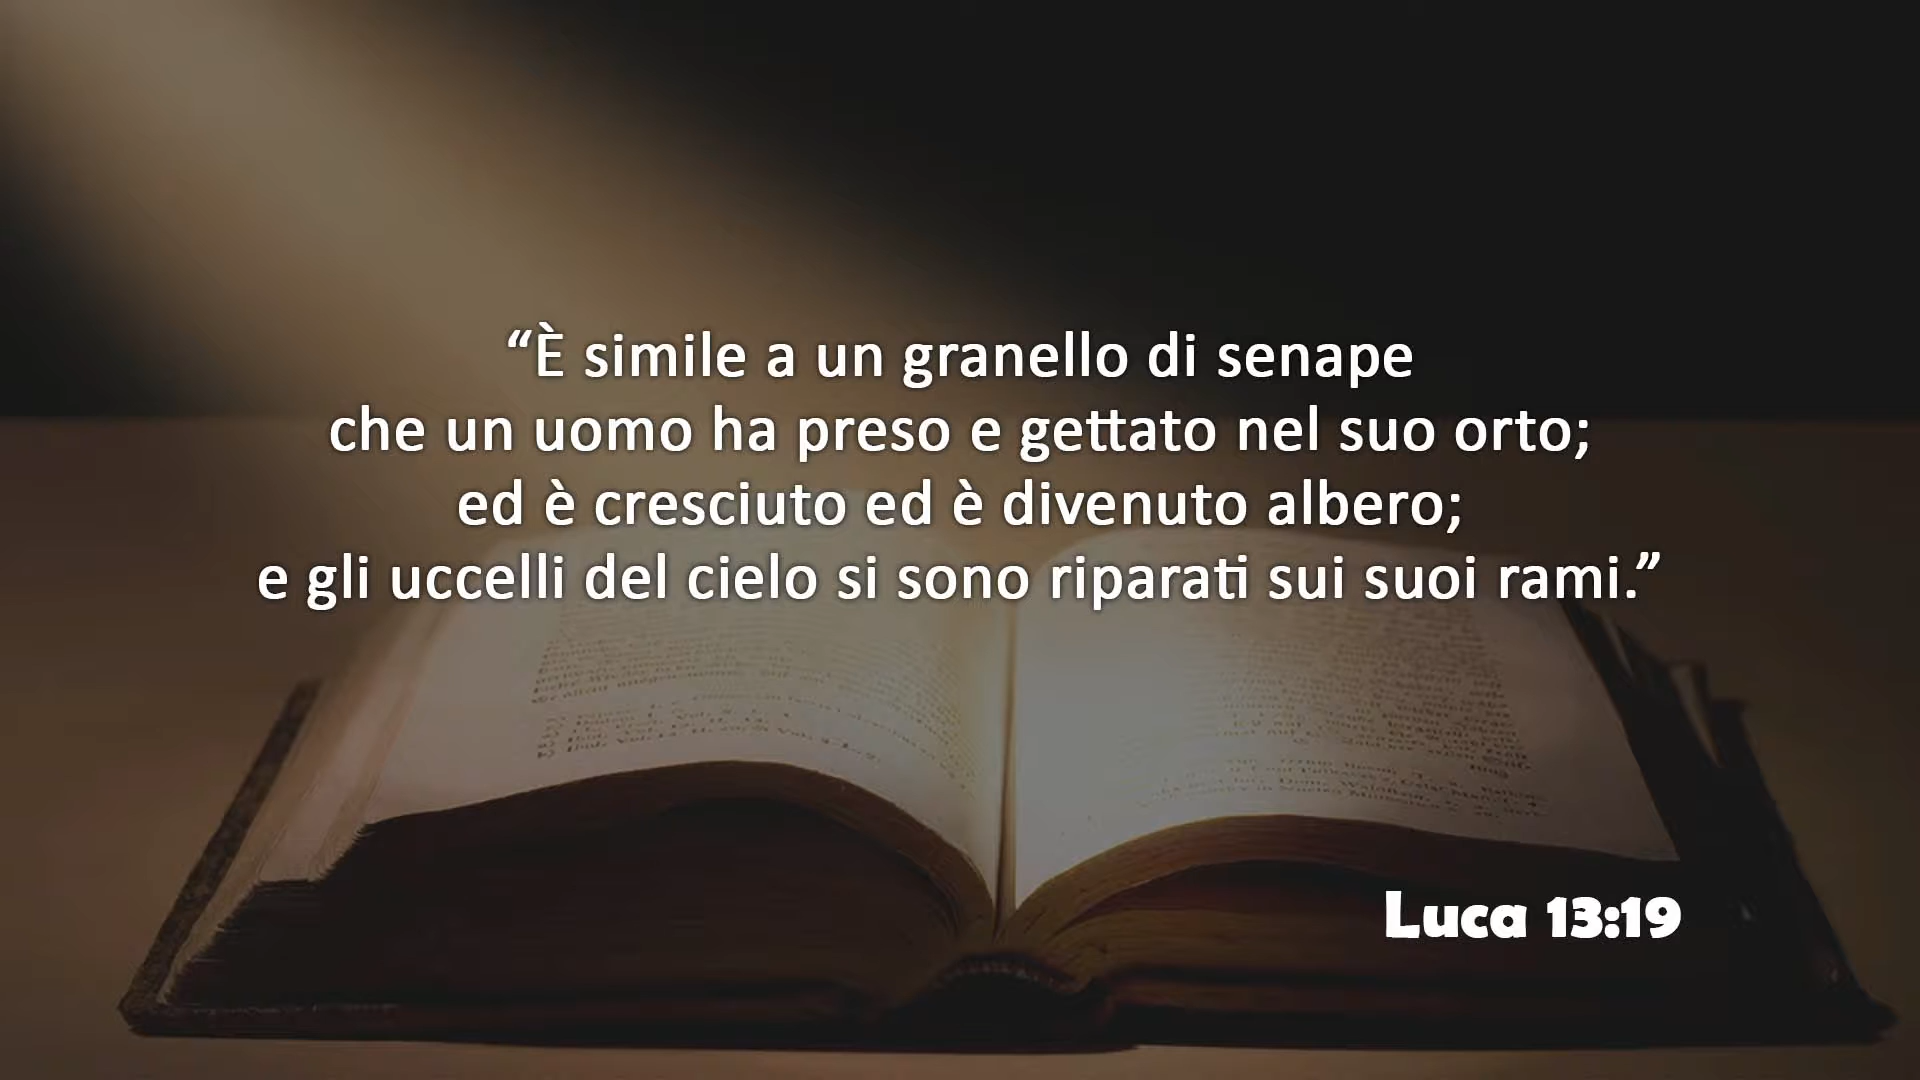 “È simile a un granello di senape
che un uomo ha preso e gettato nel suo orto;
ed è cresciuto ed è divenuto albero;
e gli uccelli del cielo si sono riparati sui suoi rami.”
Luca 13:19